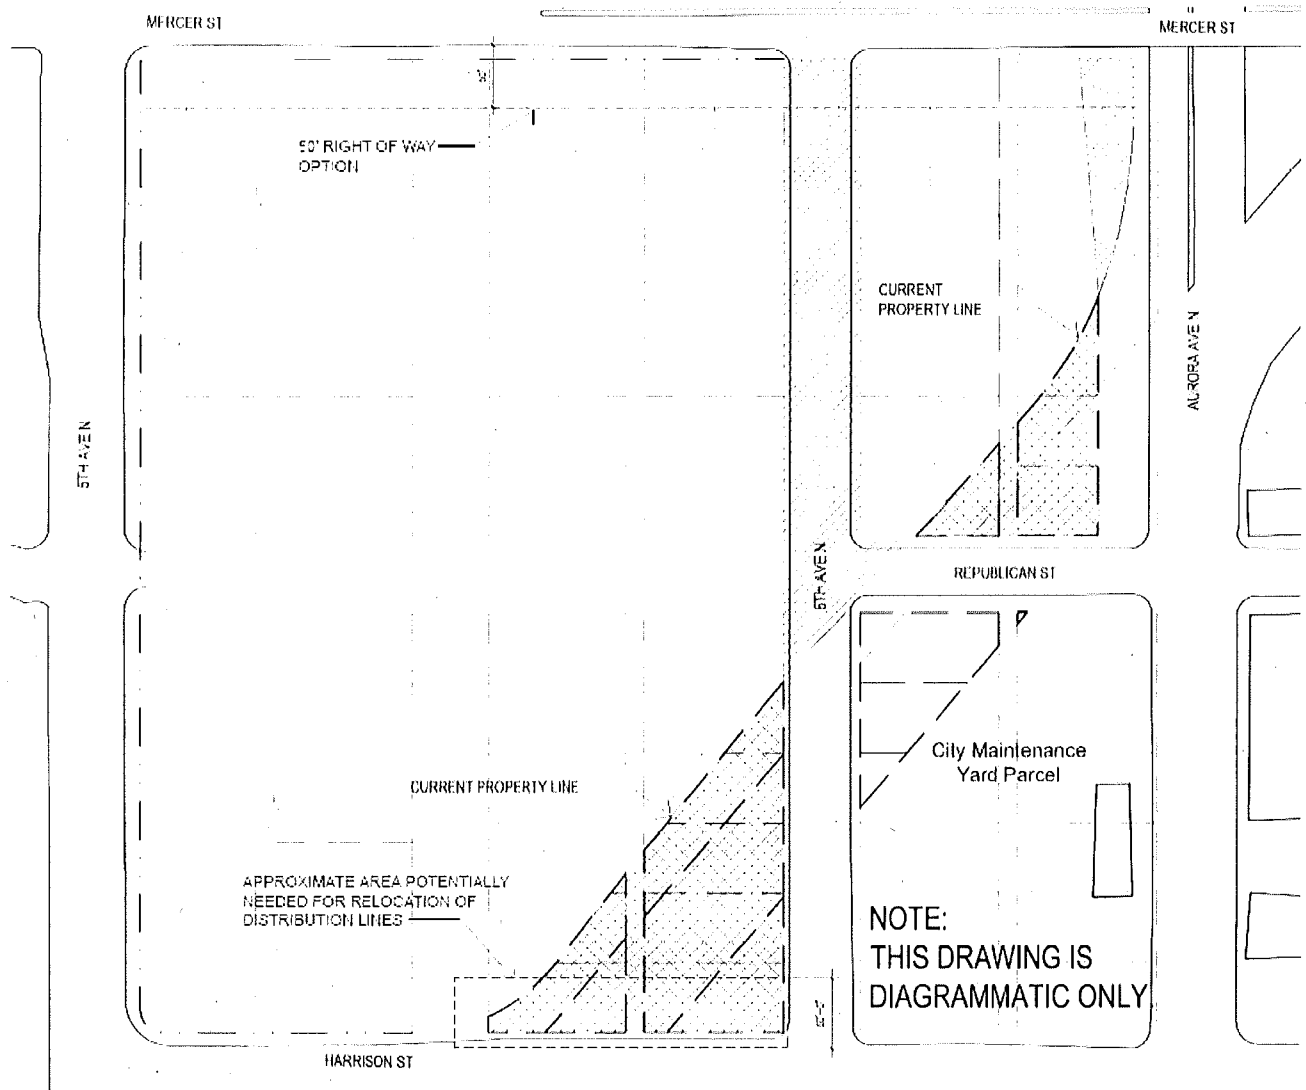 MERCER ST
MERCER ST
50' RIGHT OF WAY
OPTION
CURRENT
PROPERTY LINE
AURORA AVE N
5TH AVE N
5TH AVE N
REPUBLICAN ST
City Maintenance
Yard Parcel
CURRENT PROPERTY LINE
APPROXIMATE AREA POTENTIALLY
NEEDED FOR RELOCATION OF
DISTRIBUTION LINES
NOTE:
THIS DRAWING IS
DIAGRAMMATIC ONLY
HARRISON ST